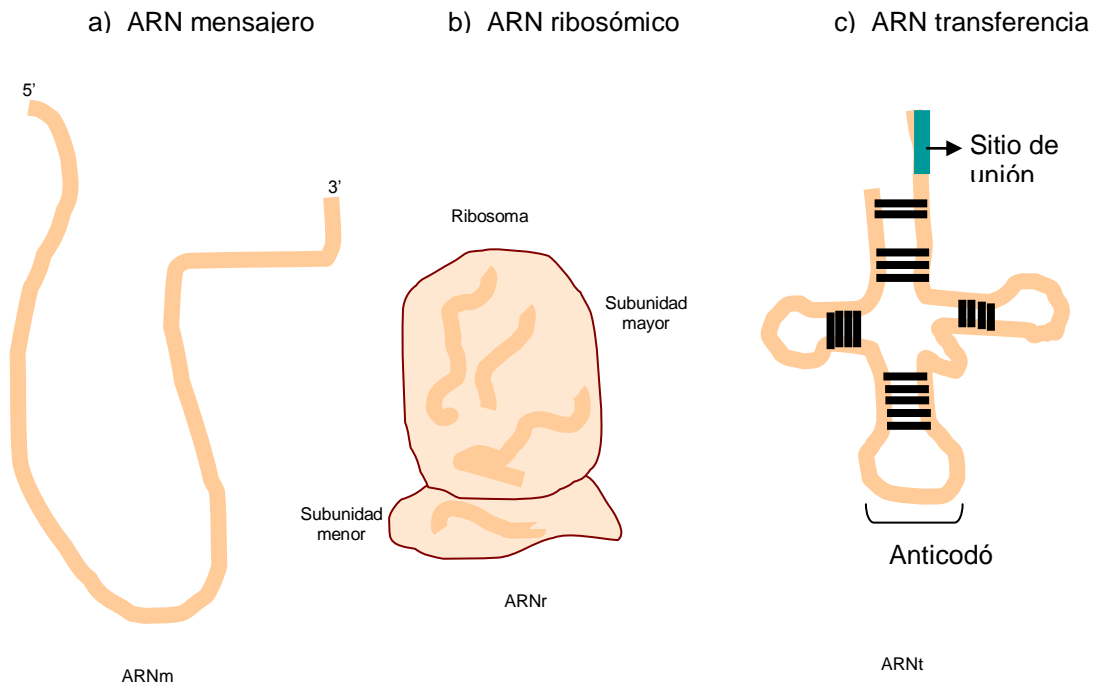 a) ARN mensajero
b) ARN ribosómico
c) ARN transferencia
5’
3’
Ribosoma
Subunidad
mayor
Subunidad
menor
ARNr
ARNm
Sitio de
unión
Anticodó
ARNt